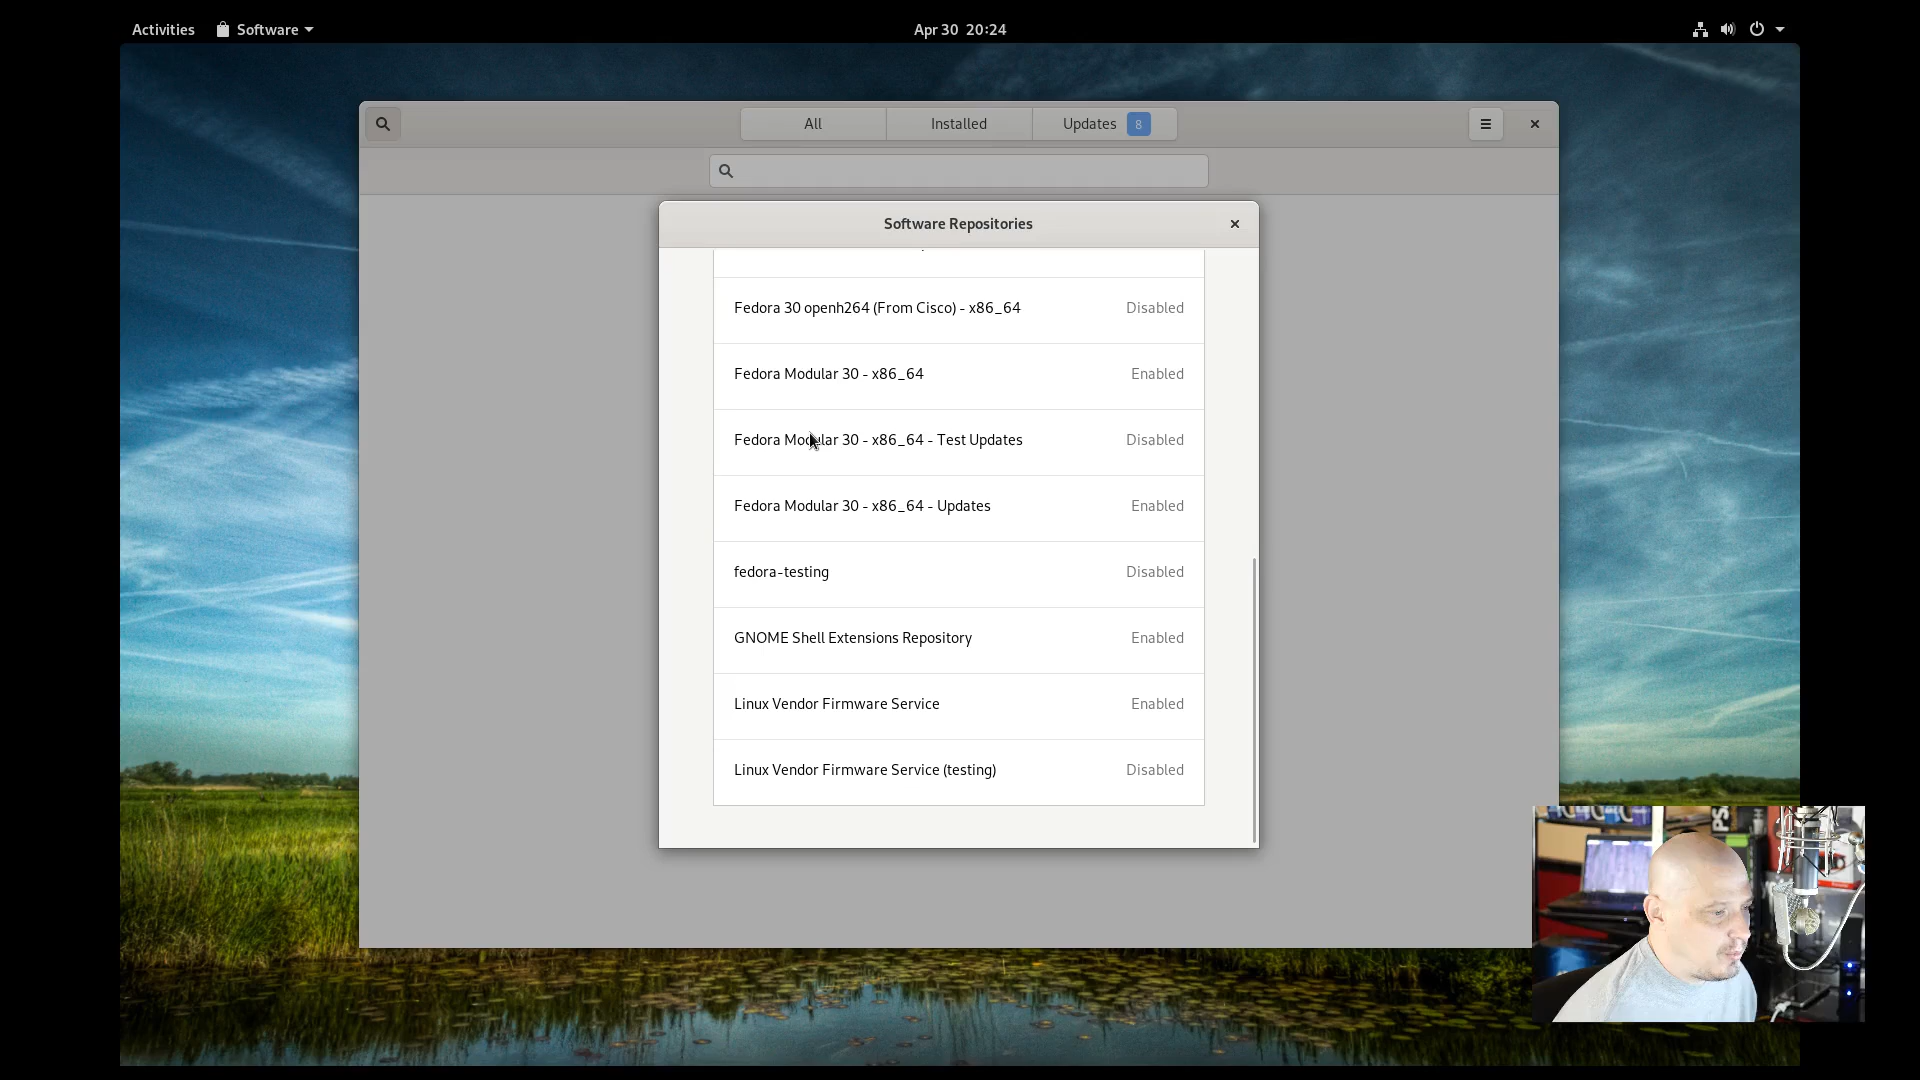 Activities Software Apr 30 20:24
All Installed Updates 8
Software Repositories
Fedora 30 openh264 (From Cisco) - x86_64 Disabled
Fedora Modular 30 - x86_64 Enabled
Fedora Modular 30 - x86_64 - Test Updates Disabled
Fedora Modular 30 - x86_64 - Updates Enabled
fedora-testing Disabled
GNOME Shell Extensions Repository Enabled
Linux Vendor Firmware Service Enabled
Linux Vendor Firmware Service (testing) Disabled